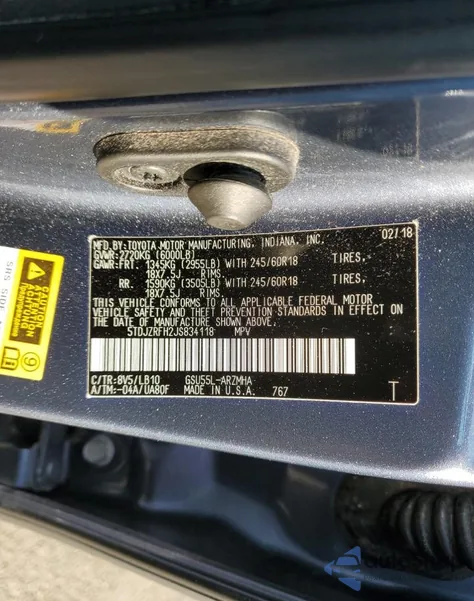 MFD.BY:TOYOTA MOTOR MANUFACTURING, INDIANA, INC. 02/18
GVWR:2720KG (6000LB)
GAWR:FRT. 1345KG (2955LB) WITH 245/60R18 TIRES,
18X7.5J RIMS.
RR. 1590KG (3505LB) WITH 245/60R18 TIRES,
18X7.5J RIMS.
THIS VEHICLE CONFORMS TO ALL APPLICABLE FEDERAL MOTOR
VEHICLE SAFETY AND BUMPER STANDARDS IN EFFECT ON THE
DATE OF MANUFACTURE SHOWN ABOVE.
5TDJZRFH2JS834118 MPV
C/TR:8V5/LB10 GSU55L-ARZMHA
A/TM:-04A/UA80F MADE IN U.S.A. 767 T
SRS SIDE